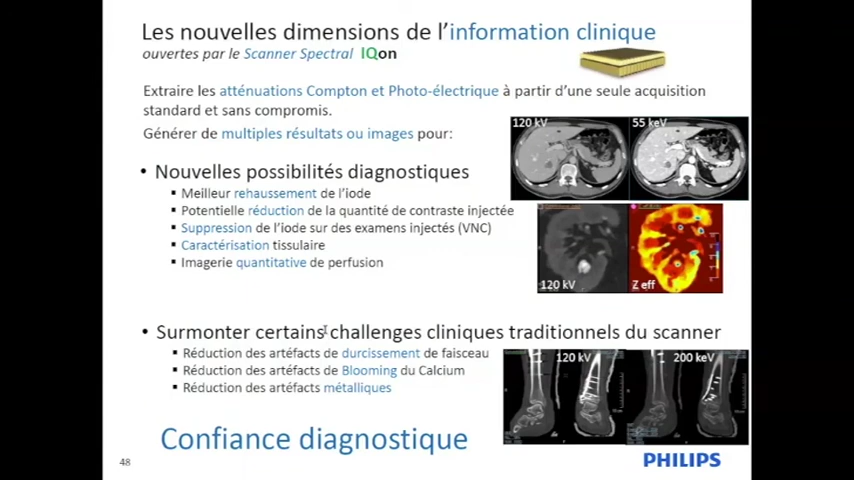 Les nouvelles dimensions de l'information clinique
ouvertes par le Scanner Spectral IQon
Extraire les atténuations Compton et Photo-électrique à partir d'une seule acquisition
standard et sans compromis.
Générer de multiples résultats ou images pour:
120 kV
55 keV
• Nouvelles possibilités diagnostiques
▪ Meilleur rehaussement de l'iode
▪ Potentielle réduction de la quantité de contraste injectée
▪ Suppression de l'iode sur des examens injectés (VNC)
▪ Caractérisation tissulaire
▪ Imagerie quantitative de perfusion
120 kV
Z eff
• Surmonter certains challenges cliniques traditionnels du scanner
▪ Réduction des artéfacts de durcissement de faisceau
▪ Réduction des artéfacts de Blooming du Calcium
▪ Réduction des artéfacts métalliques
120 kV
200 keV
Confiance diagnostique
48
PHILIPS